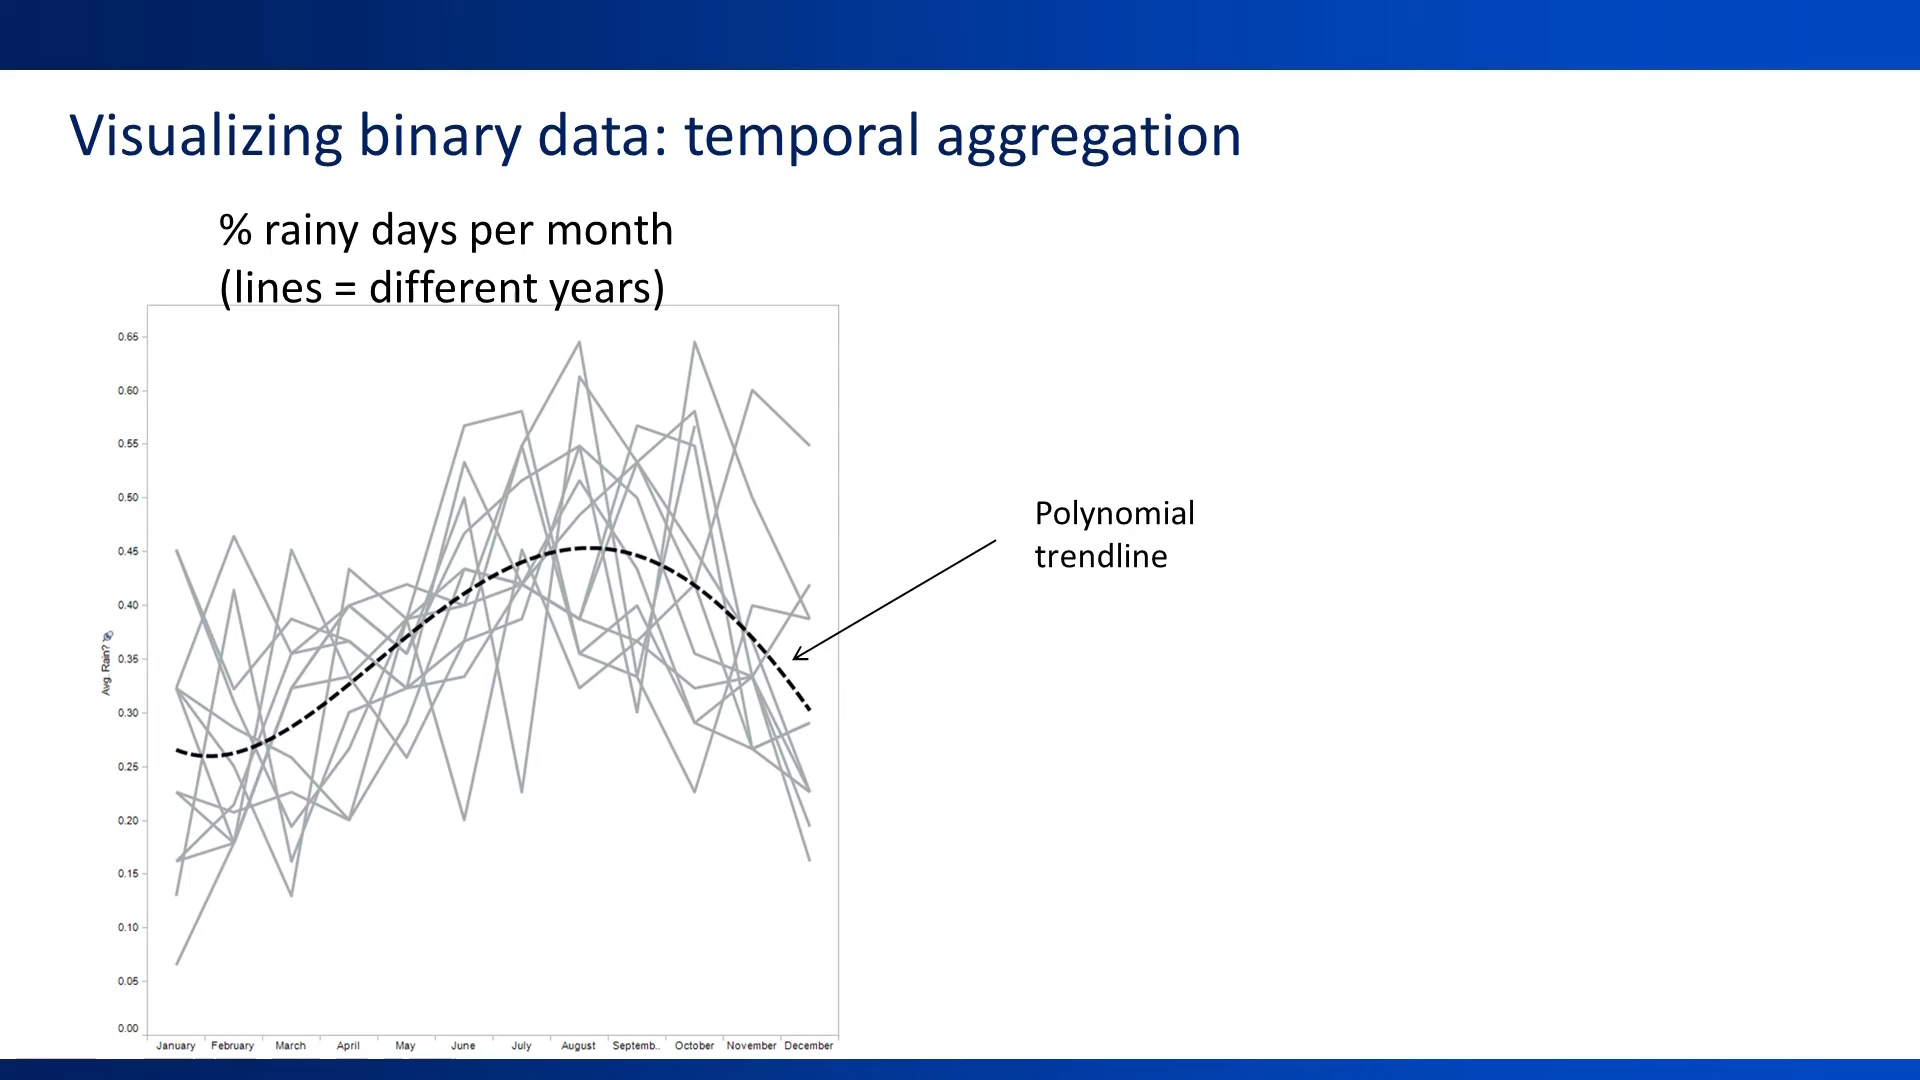 Visualizing binary data: temporal aggregation
% rainy days per month
(lines = different years)
0.65
0.60
0.55
0.50
0.45
0.40
0.35
0.30
0.25
0.20
0.15
0.10
0.05
0.00
Avg. Rain?
January February March April May June July August Septemb.. October November December
Polynomial
trendline